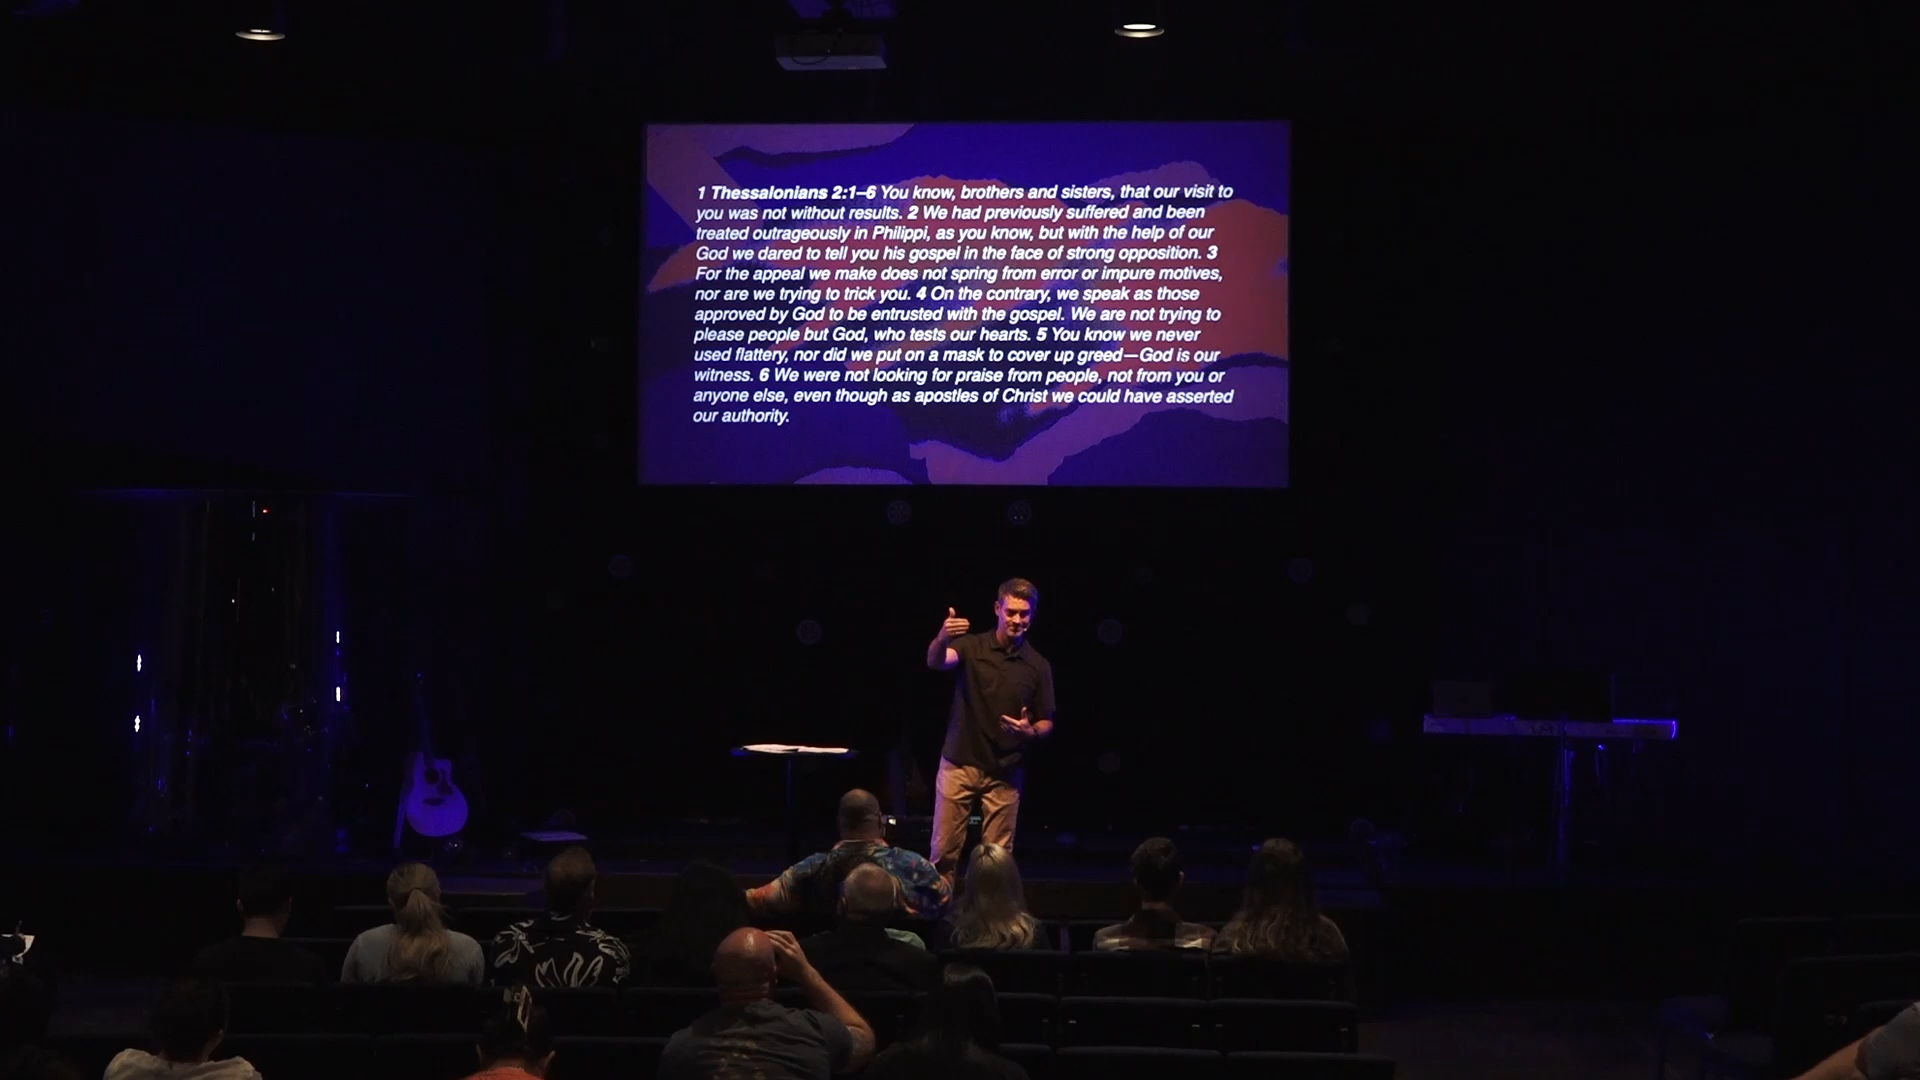 1 Thessalonians 2:1–6 You know, brothers and sisters, that our visit to
you was not without results. 2 We had previously suffered and been
treated outrageously in Philippi, as you know, but with the help of our
God we dared to tell you his gospel in the face of strong opposition. 3
For the appeal we make does not spring from error or impure motives,
nor are we trying to trick you. 4 On the contrary, we speak as those
approved by God to be entrusted with the gospel. We are not trying to
please people but God, who tests our hearts. 5 You know we never
used flattery, nor did we put on a mask to cover up greed—God is our
witness. 6 We were not looking for praise from people, not from you or
anyone else, even though as apostles of Christ we could have asserted
our authority.